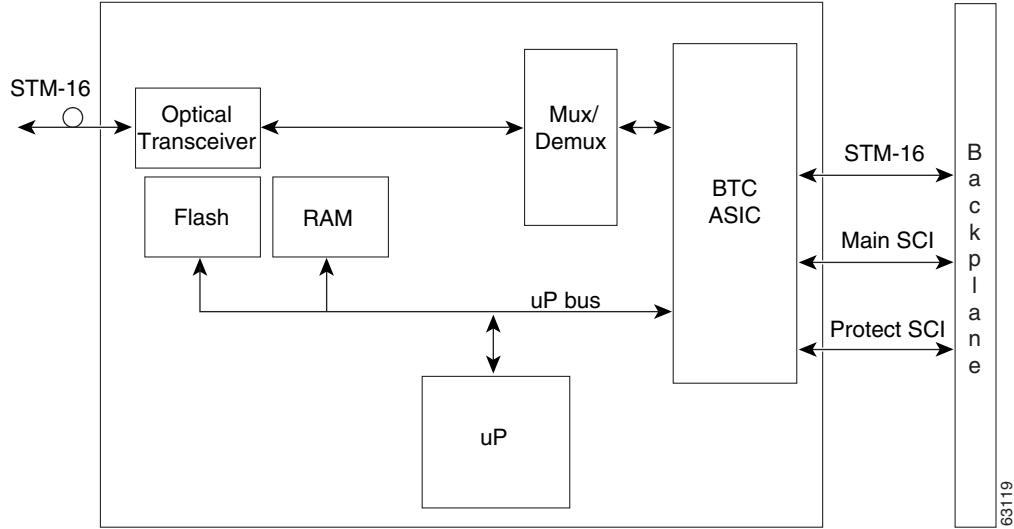 STM-16
Optical
Transceiver
Mux/
Demux
BTC
ASIC
Flash
RAM
uP bus
uP
STM-16
Main SCI
Protect SCI
Backplane
63119